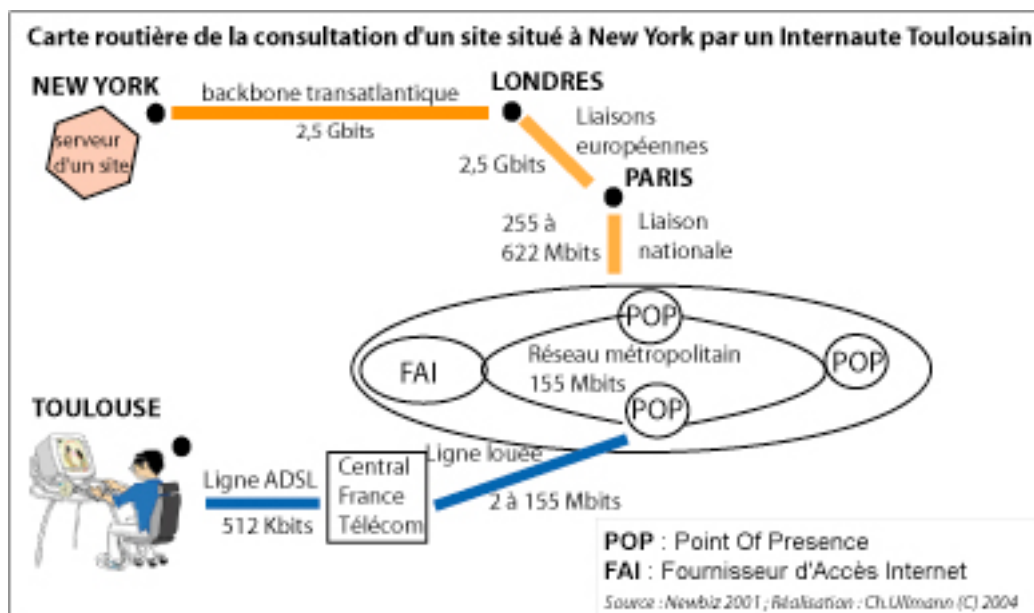 Carte routière de la consultation d'un site situé à New York par un Internaute Toulousain
NEW YORK
backbone transatlantique
LONDRES
2,5 Gbits
serveur
d'un site
Liaisons
européennes
2,5 Gbits
PARIS
255 à
622 Mbits
Liaison
nationale
POP
FAI
Réseau métropolitain
155 Mbits
POP
POP
TOULOUSE
Ligne ADSL
512 Kbits
Central
France
Télécom
Ligne louée
2 à 155 Mbits
POP : Point Of Presence
FAI : Fournisseur d'Accès Internet
Source : Newbiz 2001 ; Réalisation : Ch.Ullmann (C) 2004